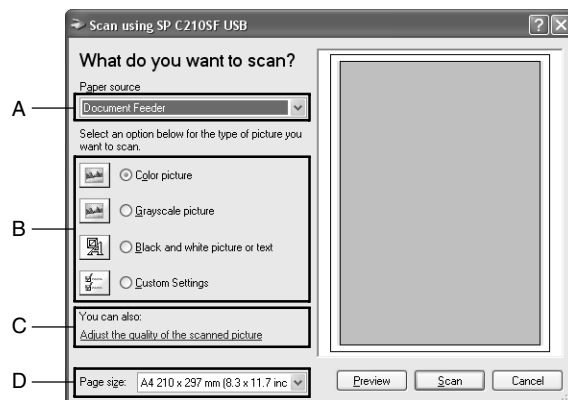 Scan using SP C210SF USB
What do you want to scan?
Paper source
A
Document Feeder
Select an option below for the type of picture you
want to scan.
Color picture
Grayscale picture
B
Black and white picture or text
Custom Settings
C
You can also:
Adjust the quality of the scanned picture
D
Page size: A4 210 x 297 mm (8.3 x 11.7 inc
Preview Scan Cancel